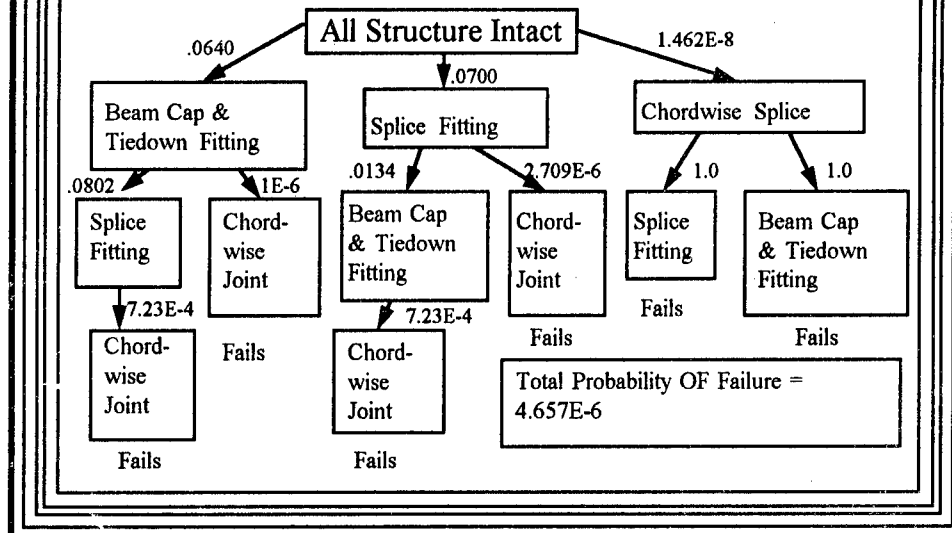 All Structure Intact
.0640
.0700
1.462E-8
Beam Cap &
Tiedown Fitting
Splice Fitting
Chordwise Splice
.0802
1E-6
.0134
2.709E-6
1.0
1.0
Splice
Fitting
Chord-
wise
Joint
Beam Cap
& Tiedown
Fitting
Chord-
wise
Joint
Splice
Fitting
Beam Cap
& Tiedown
Fitting
7.23E-4
Fails
7.23E-4
Fails
Fails
Fails
Chord-
wise
Joint
Chord-
wise
Joint
Total Probability OF Failure =
4.657E-6
Fails
Fails